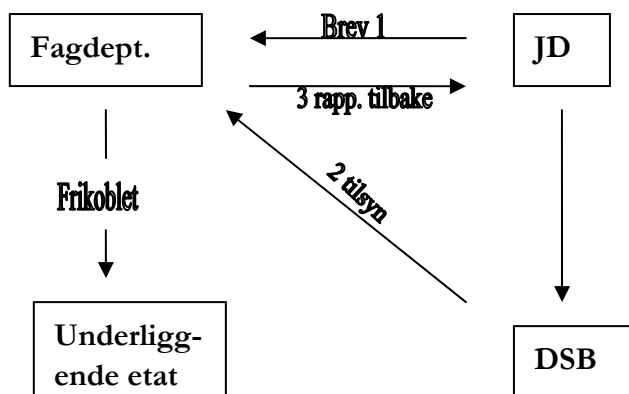 Brev 1
Fagdept.
JD
3 rapp. tilbake
2 tilsyn
Frikoblet
Underligg-
ende etat
DSB